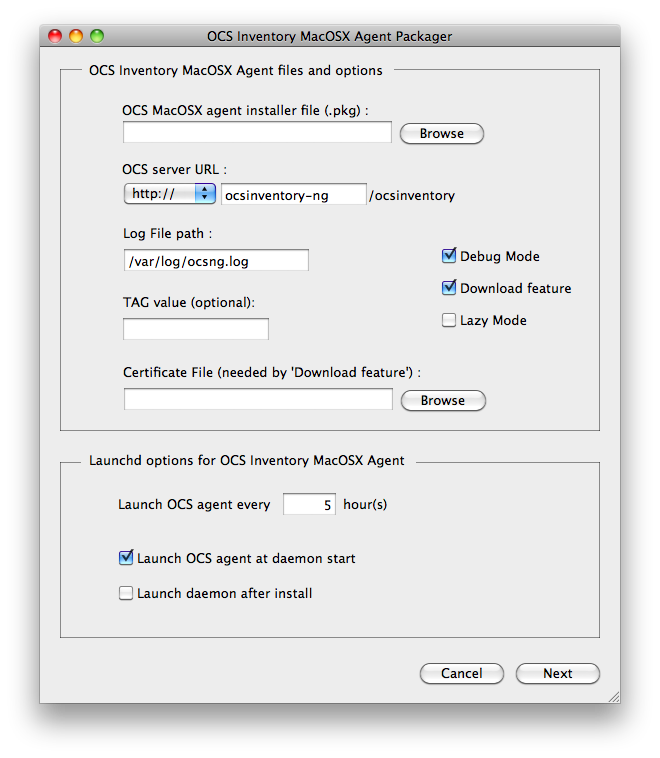 OCS Inventory MacOSX Agent Packager
OCS Inventory MacOSX Agent files and options
OCS MacOSX agent installer file (.pkg) :
Browse
OCS server URL :
http:// ocsinventory-ng /ocsinventory
Log File path :
/var/log/ocsng.log
Debug Mode
Download feature
TAG value (optional):
Lazy Mode
Certificate File (needed by 'Download feature') :
Browse
Launchd options for OCS Inventory MacOSX Agent
Launch OCS agent every 5 hour(s)
Launch OCS agent at daemon start
Launch daemon after install
Cancel Next